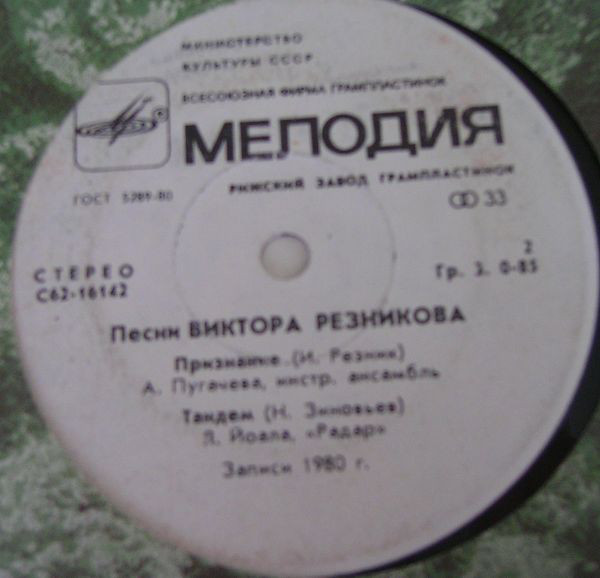 МИНИСТЕРСТВО
КУЛЬТУРЫ СССР
ВСЕСОЮЗНАЯ ФИРМА ГРАМПЛАСТИНОК
МЕЛОДИЯ
РИЖСКИЙ ЗАВОД ГРАМПЛАСТИНОК
ГОСТ 5289-80
33
СТЕРЕО
С62-16142
2
Гр. 3. 0-85
Песни ВИКТОРА РЕЗНИКОВА
Признание (И. Резник)
А. Пугачева, инстр. ансамбль
Тандем (Н. Зиновьев)
Я. Йоала, «Радар»
Записи 1980 г.